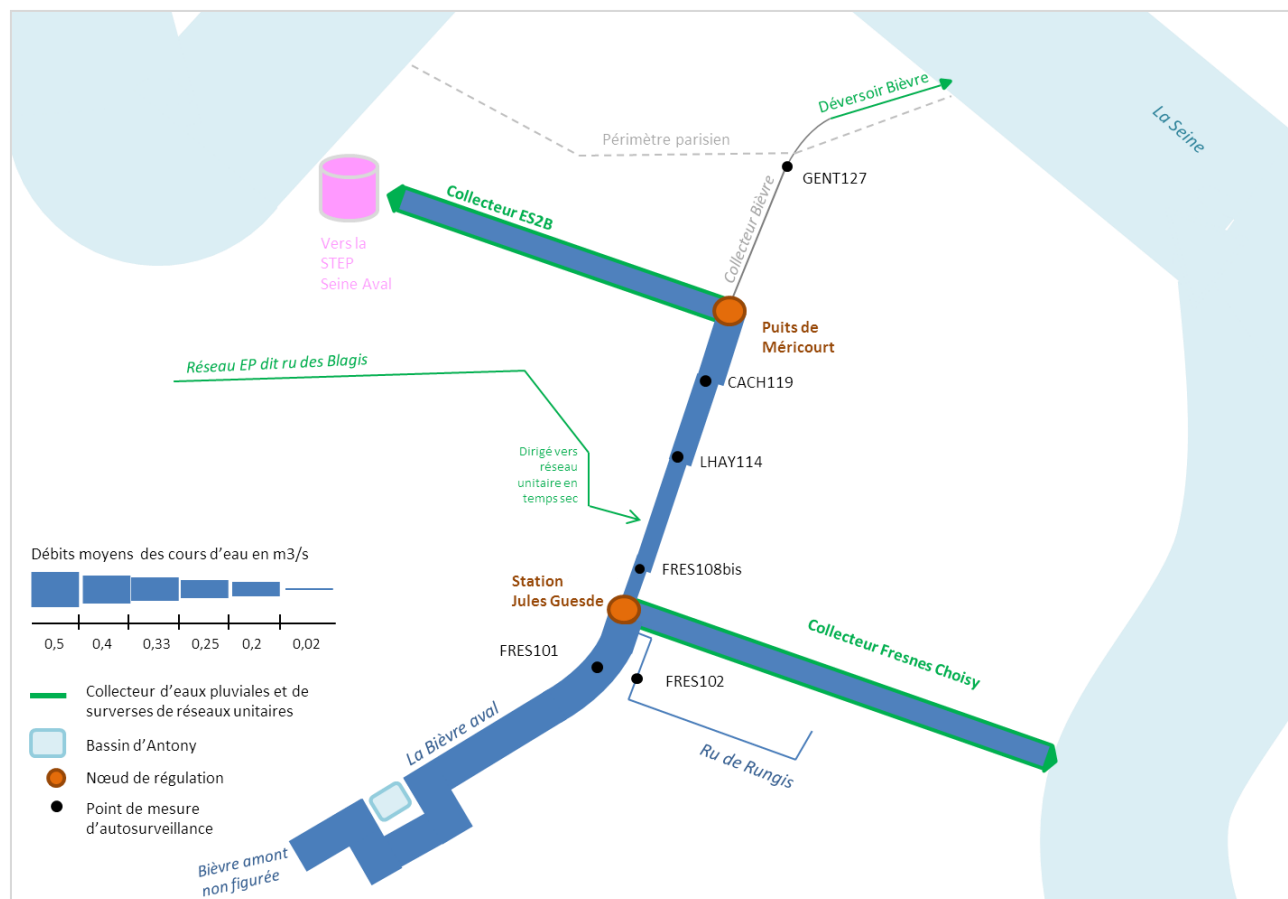 Déversoir Bièvre
La Seine
Périmètre parisien
GENT127
Collecteur Bièvre
Collecteur ES2B
Vers la
STEP
Seine Aval
Puits de
Méricourt
Réseau EP dit ru des Blagis
CACH119
LHAY114
Dirigé vers
réseau
unitaire en
temps sec
Débits moyens des cours d'eau en m3/s
0,5 0,4 0,33 0,25 0,2 0,02
FRES108bis
Station
Jules Guesde
Collecteur Fresnes Choisy
FRES101
FRES102
Collecteur d'eaux pluviales et de
surverses de réseaux unitaires
La Bièvre aval
Ru de Rungis
Bassin d'Antony
Nœud de régulation
Point de mesure
d'autosurveillance
Bièvre amont
non figurée